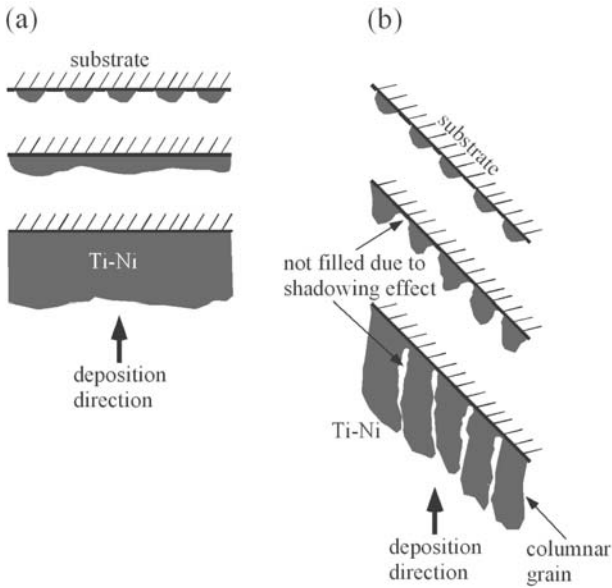 (a)
substrate
Ti-Ni
deposition
direction
(b)
substrate
not filled due to
shadowing effect
Ti-Ni
deposition
direction
columnar
grain